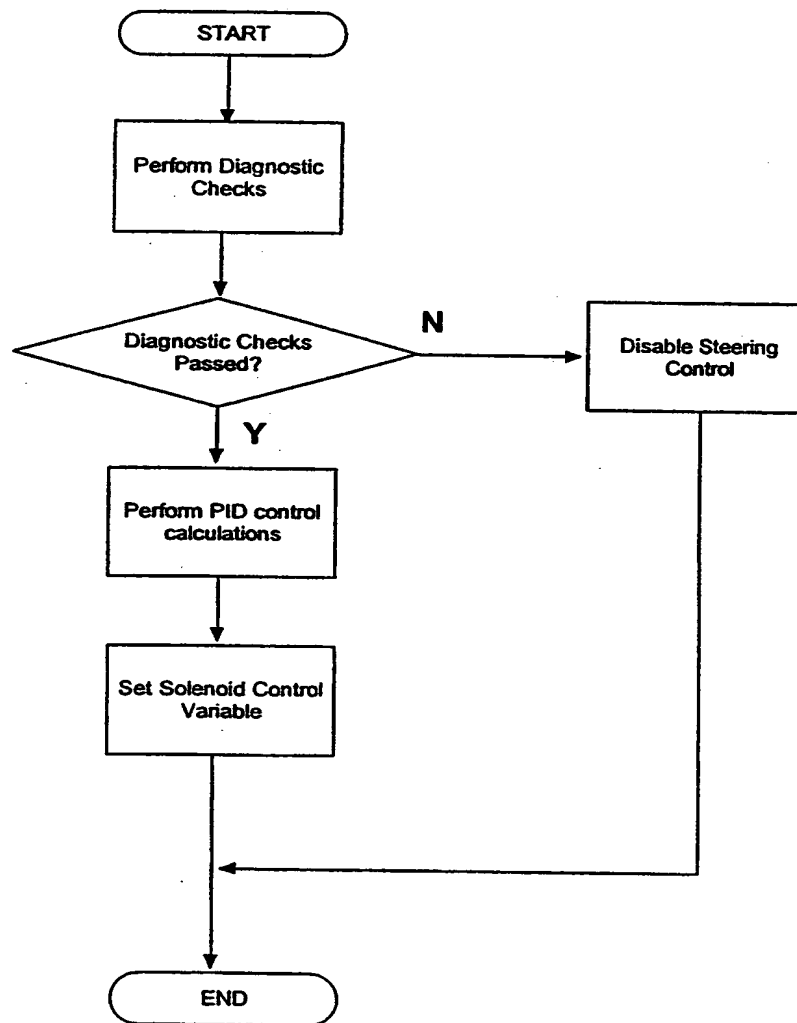 START
Perform Diagnostic
Checks
Diagnostic Checks
Passed?
N
Disable Steering
Control
Y
Perform PID control
calculations
Set Solenoid Control
Variable
END